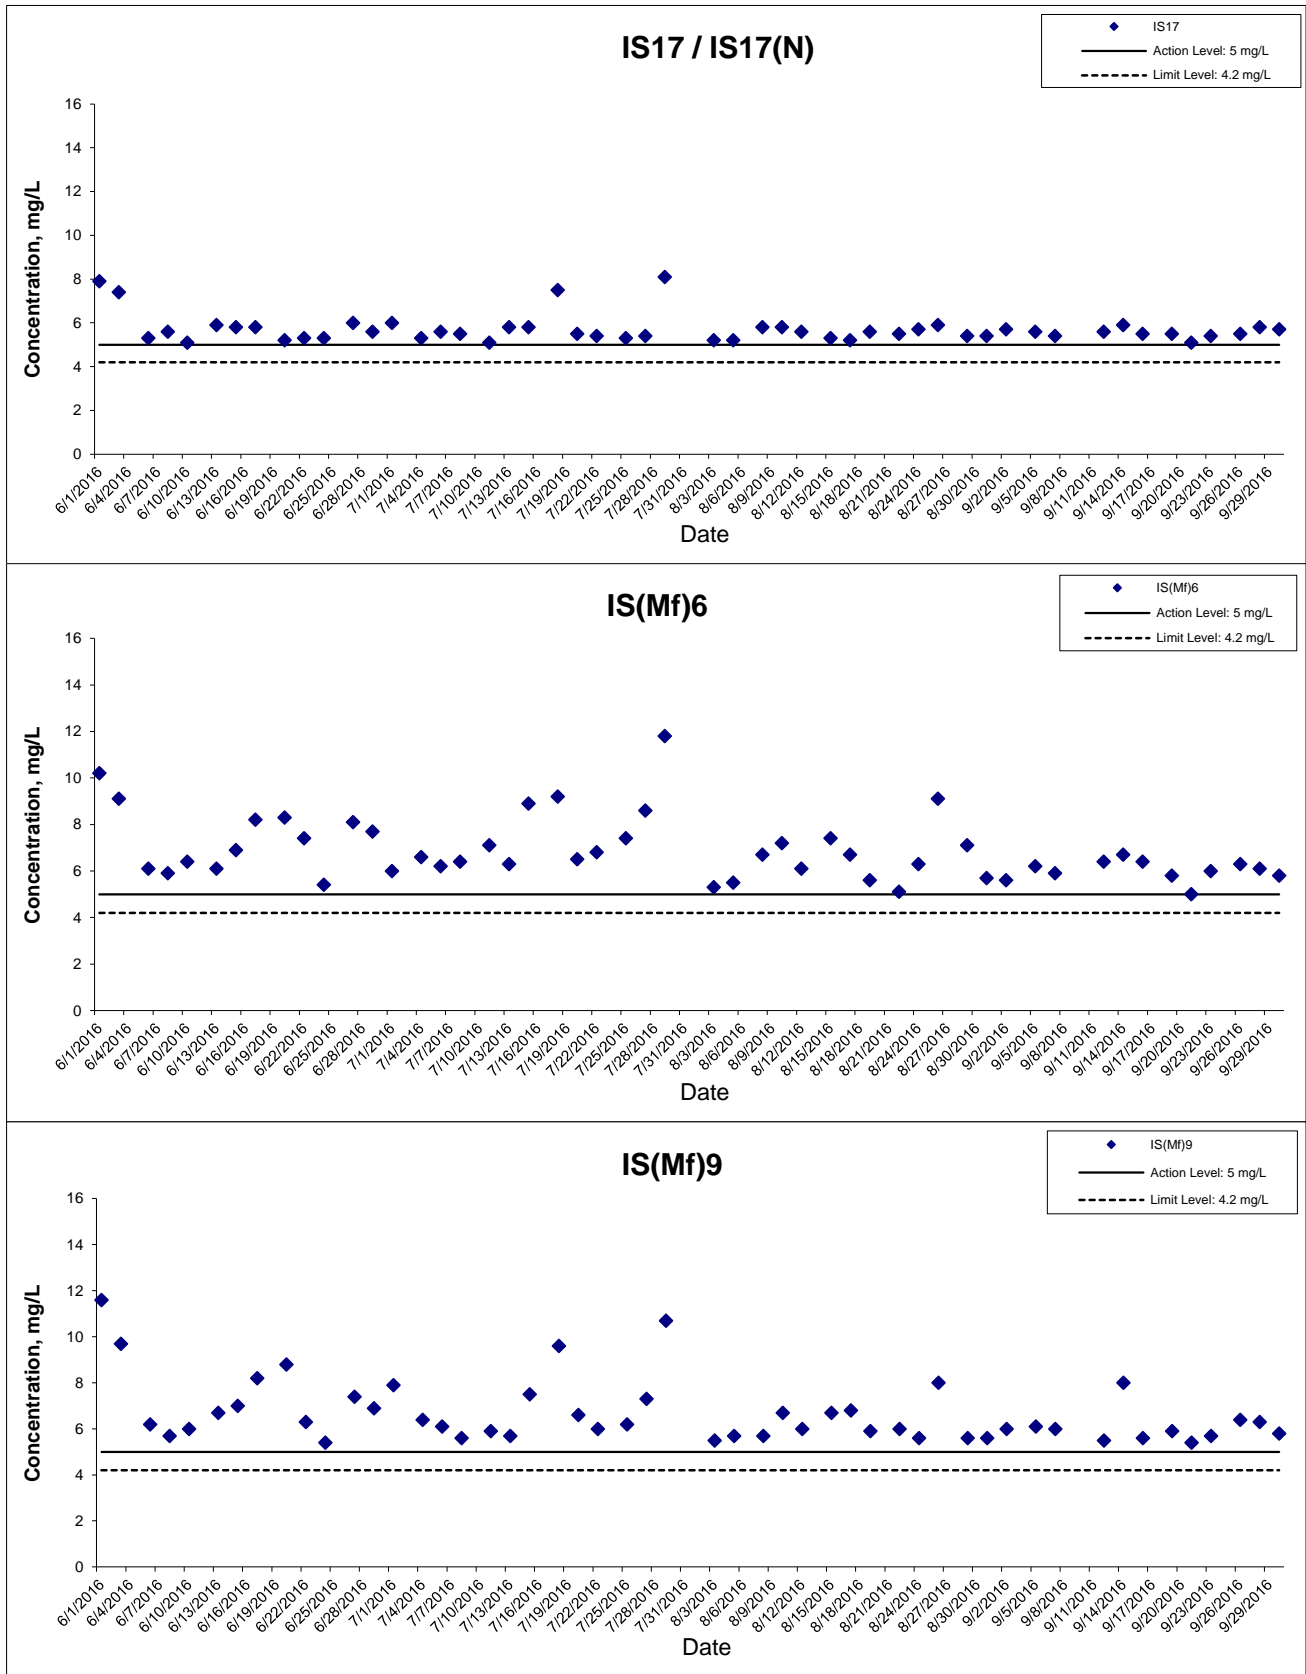 IS17 / IS17(N)
IS17
Action Level: 5 mg/L
Limit Level: 4.2 mg/L
Concentration, mg/L
16
14
12
10
8
6
4
2
0
6/1/2016 6/4/2016 6/7/2016 6/10/2016 6/13/2016 6/16/2016 6/19/2016 6/22/2016 6/25/2016 6/28/2016 7/1/2016 7/4/2016 7/7/2016 7/10/2016 7/13/2016 7/16/2016 7/19/2016 7/22/2016 7/25/2016 7/28/2016 7/31/2016 8/3/2016 8/6/2016 8/9/2016 8/12/2016 8/15/2016 8/18/2016 8/21/2016 8/24/2016 8/27/2016 8/30/2016 9/2/2016 9/5/2016 9/8/2016 9/11/2016 9/14/2016 9/17/2016 9/20/2016 9/23/2016 9/26/2016 9/29/2016
Date
IS(Mf)6
IS(Mf)6
Action Level: 5 mg/L
Limit Level: 4.2 mg/L
Concentration, mg/L
16
14
12
10
8
6
4
2
0
6/1/2016 6/4/2016 6/7/2016 6/10/2016 6/13/2016 6/16/2016 6/19/2016 6/22/2016 6/25/2016 6/28/2016 7/1/2016 7/4/2016 7/7/2016 7/10/2016 7/13/2016 7/16/2016 7/19/2016 7/22/2016 7/25/2016 7/28/2016 7/31/2016 8/3/2016 8/6/2016 8/9/2016 8/12/2016 8/15/2016 8/18/2016 8/21/2016 8/24/2016 8/27/2016 8/30/2016 9/2/2016 9/5/2016 9/8/2016 9/11/2016 9/14/2016 9/17/2016 9/20/2016 9/23/2016 9/26/2016 9/29/2016
Date
IS(Mf)9
IS(Mf)9
Action Level: 5 mg/L
Limit Level: 4.2 mg/L
Concentration, mg/L
16
14
12
10
8
6
4
2
0
6/1/2016 6/4/2016 6/7/2016 6/10/2016 6/13/2016 6/16/2016 6/19/2016 6/22/2016 6/25/2016 6/28/2016 7/1/2016 7/4/2016 7/7/2016 7/10/2016 7/13/2016 7/16/2016 7/19/2016 7/22/2016 7/25/2016 7/28/2016 7/31/2016 8/3/2016 8/6/2016 8/9/2016 8/12/2016 8/15/2016 8/18/2016 8/21/2016 8/24/2016 8/27/2016 8/30/2016 9/2/2016 9/5/2016 9/8/2016 9/11/2016 9/14/2016 9/17/2016 9/20/2016 9/23/2016 9/26/2016 9/29/2016
Date